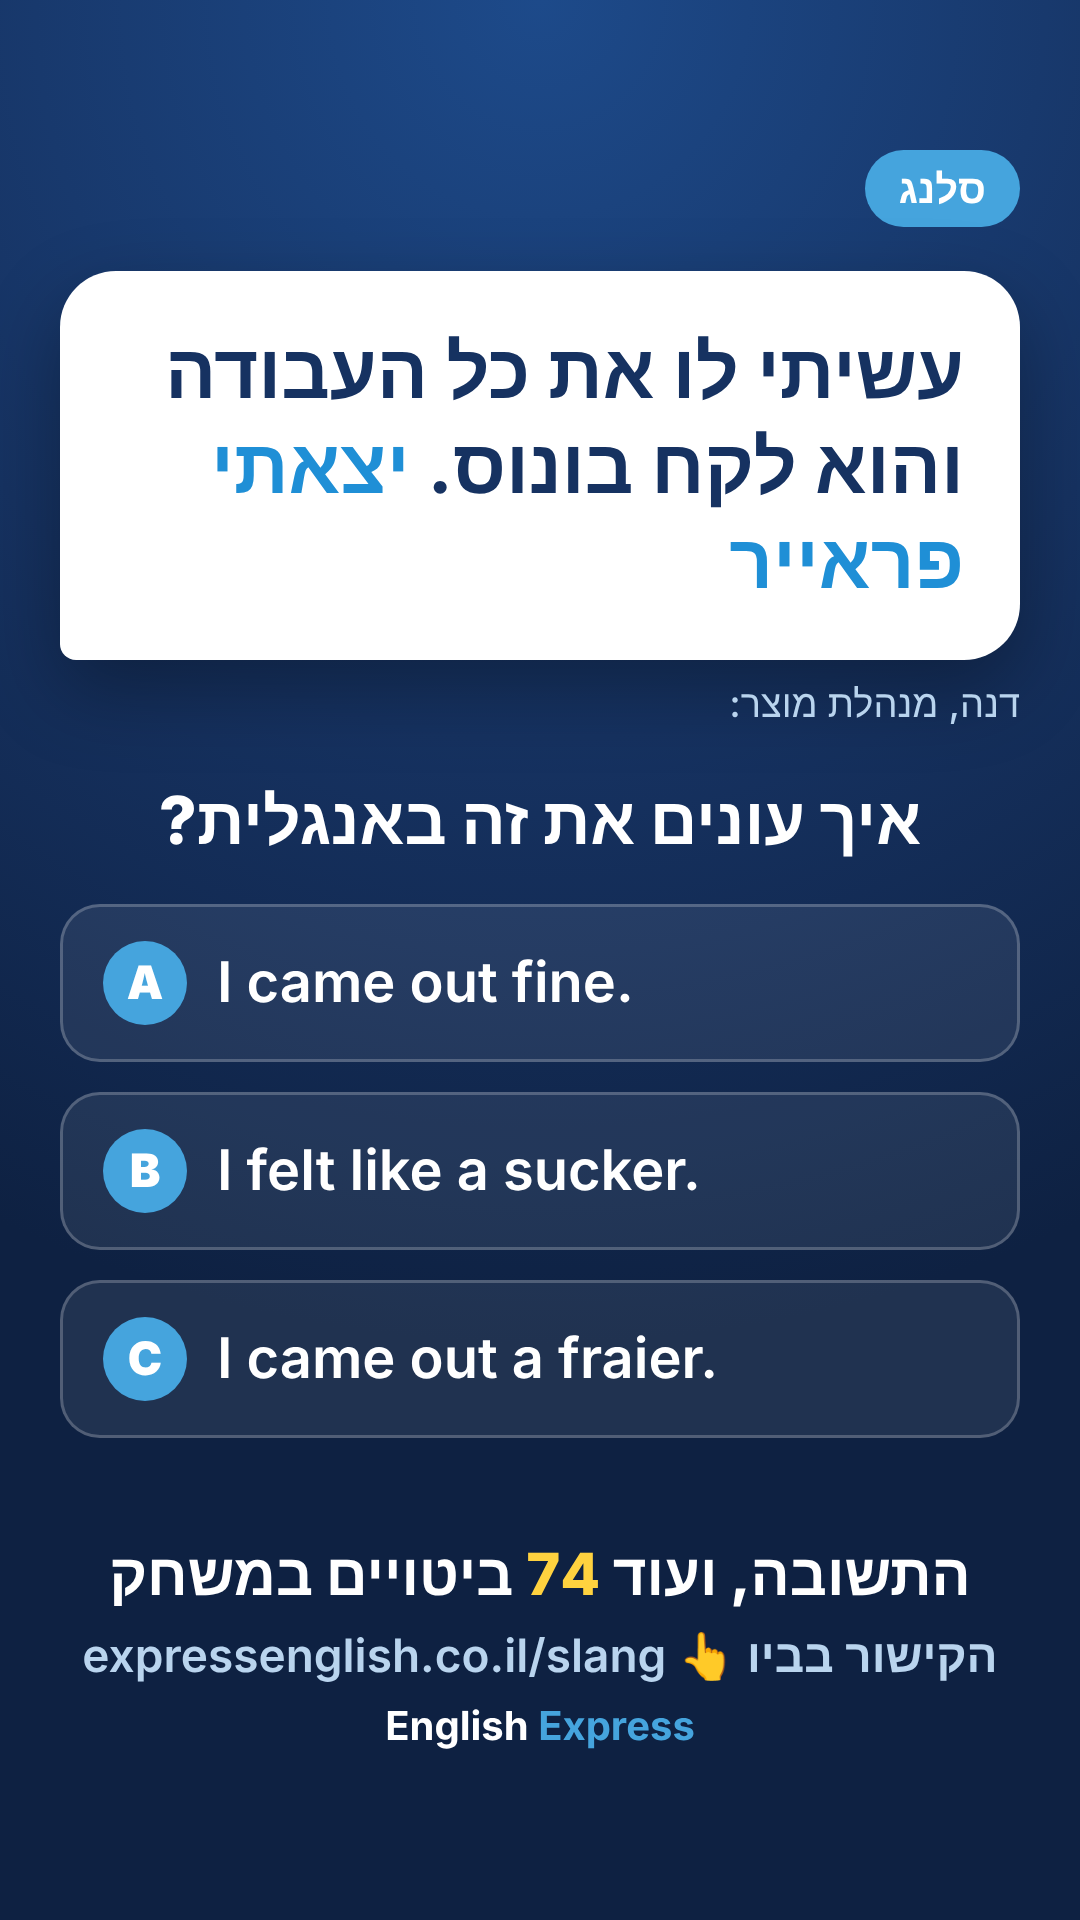 סלנג
עשיתי לו את כל העבודה
והוא לקח בונוס. יצאתי
פראייר
דנה, מנהלת מוצר:
איך עונים את זה באנגלית?
A I came out fine.
B I felt like a sucker.
C I came out a fraier.
התשובה, ועוד 74 ביטויים במשחק
הקישור בביו 👆 expressenglish.co.il/slang
English Express